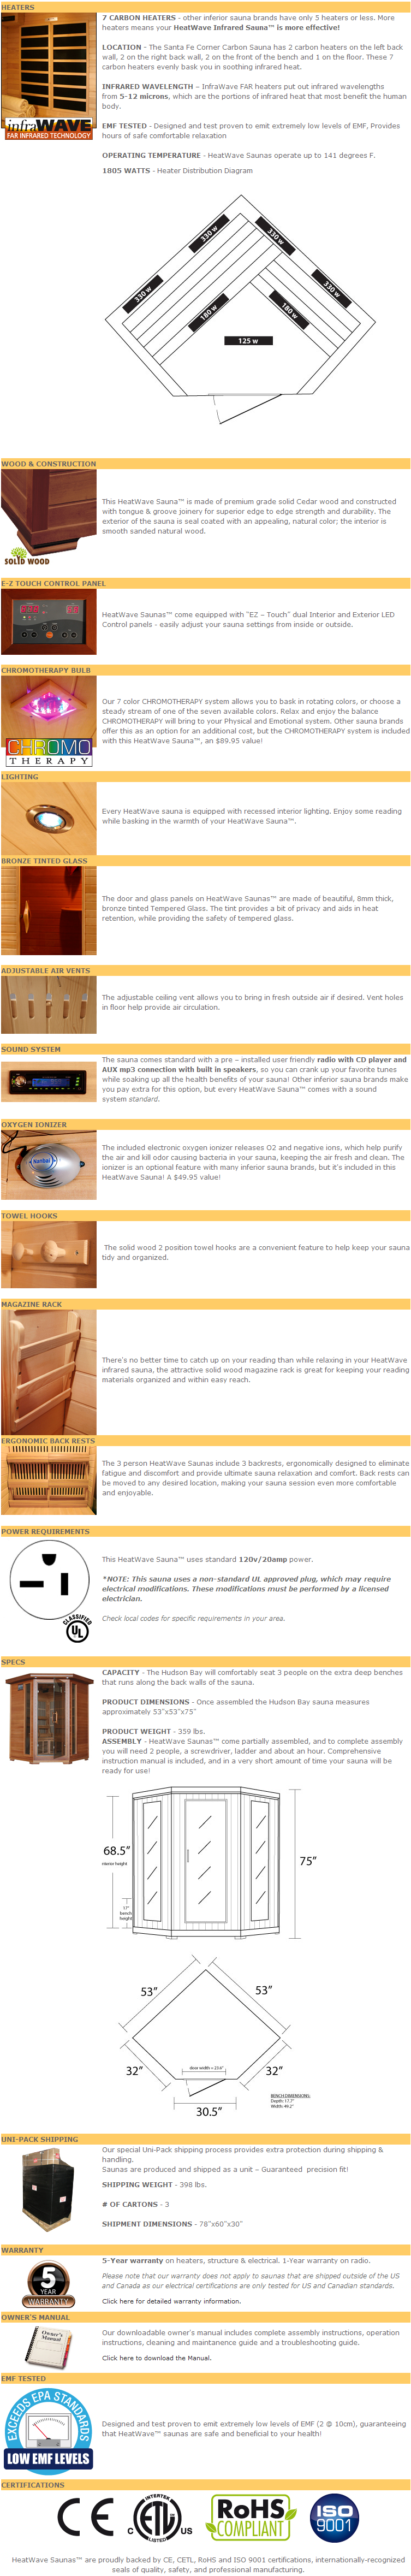 HEATERS
7 CARBON HEATERS - other inferior sauna brands have only 5 heaters or less. More
heaters means your HeatWave Infrared Sauna™ is more effective!
LOCATION - The Santa Fe Corner Carbon Sauna has 2 carbon heaters on the left back
wall, 2 on the right back wall, 2 on the front of the bench and 1 on the floor. These 7
carbon heaters evenly bask you in soothing infrared heat.
INFRARED WAVELENGTH – InfraWave FAR heaters put out infrared wavelengths
from 5-12 microns, which are the portions of infrared heat that most benefit the human
body.
infraWAVE
FAR INFRARED TECHNOLOGY
EMF TESTED - Designed and test proven to emit extremely low levels of EMF, Provides
hours of safe comfortable relaxation
OPERATING TEMPERATURE - HeatWave Saunas operate up to 141 degrees F.
1805 WATTS - Heater Distribution Diagram
330 w
330 w
330 w
330 w
180 w
180 w
125 w
WOOD & CONSTRUCTION
This HeatWave Sauna™ is made of premium grade solid Cedar wood and constructed
with tongue & groove joinery for superior edge to edge strength and durability. The
exterior of the sauna is seal coated with an appealing, natural color; the interior is
smooth sanded natural wood.
SOLID WOOD
E-Z TOUCH CONTROL PANEL
HeatWave Saunas™ come equipped with "EZ – Touch" dual Interior and Exterior LED
Control panels - easily adjust your sauna settings from inside or outside.
CHROMOTHERAPY BULB
Our 7 color CHROMOTHERAPY system allows you to bask in rotating colors, or choose a
steady stream of one of the seven available colors. Relax and enjoy the balance
CHROMOTHERAPY will bring to your Physical and Emotional system. Other sauna brands
offer this as an option for an additional cost, but the CHROMOTHERAPY system is included
with this HeatWave Sauna™, an $89.95 value!
CHROMO
THERAPY
LIGHTING
Every HeatWave sauna is equipped with recessed interior lighting. Enjoy some reading
while basking in the warmth of your HeatWave Sauna™.
BRONZE TINTED GLASS
The door and glass panels on HeatWave Saunas™ are made of beautiful, 8mm thick,
bronze tinted Tempered Glass. The tint provides a bit of privacy and aids in heat
retention, while providing the safety of tempered glass.
ADJUSTABLE AIR VENTS
The adjustable ceiling vent allows you to bring in fresh outside air if desired. Vent holes
in floor help provide air circulation.
SOUND SYSTEM
The sauna comes standard with a pre – installed user friendly radio with CD player and
AUX mp3 connection with built in speakers, so you can crank up your favorite tunes
while soaking up all the health benefits of your sauna! Other inferior sauna brands make
you pay extra for this option, but every HeatWave Sauna™ comes with a sound
system standard.
OXYGEN IONIZER
The included electronic oxygen ionizer releases O2 and negative ions, which help purify
the air and kill odor causing bacteria in your sauna, keeping the air fresh and clean. The
ionizer is an optional feature with many inferior sauna brands, but it's included in this
HeatWave Sauna! A $49.95 value!
TOWEL HOOKS
The solid wood 2 position towel hooks are a convenient feature to help keep your sauna
tidy and organized.
MAGAZINE RACK
There's no better time to catch up on your reading than while relaxing in your HeatWave
infrared sauna, the attractive solid wood magazine rack is great for keeping your reading
materials organized and within easy reach.
ERGONOMIC BACK RESTS
The 3 person HeatWave Saunas include 3 backrests, ergonomically designed to eliminate
fatigue and discomfort and provide ultimate sauna relaxation and comfort. Back rests can
be moved to any desired location, making your sauna session even more comfortable
and enjoyable.
POWER REQUIREMENTS
This HeatWave Sauna™ uses standard 120v/20amp power.
*NOTE: This sauna uses a non-standard UL approved plug, which may require
electrical modifications. These modifications must be performed by a licensed
electrician.
Check local codes for specific requirements in your area.
CLASSIFIED
UL
SPECS
CAPACITY - The Hudson Bay will comfortably seat 3 people on the extra deep benches
that runs along the back walls of the sauna.
PRODUCT DIMENSIONS - Once assembled the Hudson Bay sauna measures
approximately 53"x53"x75"
PRODUCT WEIGHT - 359 lbs.
ASSEMBLY - HeatWave Saunas™ come partially assembled, and to complete assembly
you will need 2 people, a screwdriver, ladder and about an hour. Comprehensive
instruction manual is included, and in a very short amount of time your sauna will be
ready for use!
68.5"
interior height
75"
17"
bench
height
53"
53"
32"
32"
door width = 23.6"
30.5"
BENCH DIMENSIONS:
Depth: 17.7"
Width: 49.2"
UNI-PACK SHIPPING
Our special Uni-Pack shipping process provides extra protection during shipping &
handling.
Saunas are produced and shipped as a unit – Guaranteed precision fit!
SHIPPING WEIGHT - 398 lbs.
# OF CARTONS - 3
SHIPMENT DIMENSIONS - 78"x60"x30"
WARRANTY
5-Year warranty on heaters, structure & electrical. 1-Year warranty on radio.
Please note that our warranty does not apply to saunas that are shipped outside of the US
and Canada as our electrical certifications are only tested for US and Canadian standards.
Click here for detailed warranty information.
5
YEAR
WARRANTY
OWNER'S MANUAL
Our downloadable owner's manual includes complete assembly instructions, operation
instructions, cleaning and maintanence guide and a troubleshooting guide.
Click here to download the Manual.
Owner's
Manual
EMF TESTED
EXCEEDS EPA STANDARDS
LOW EMF LEVELS
Designed and test proven to emit extremely low levels of EMF (2 @ 10cm), guaranteeing
that HeatWave™ saunas are safe and beneficial to your health!
CERTIFICATIONS
CE
INTERTEK
C ETL US
LISTED
RoHS
COMPLIANT
ISO
9001
HeatWave Saunas™ are proudly backed by CE, CETL, RoHS and ISO 9001 certifications, internationally-recognized
seals of quality, safety, and professional manufacturing.